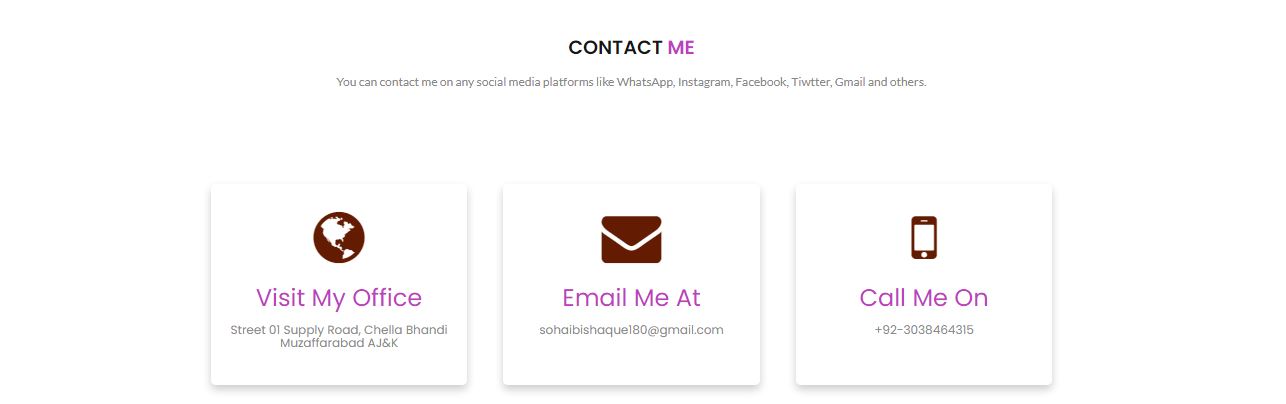 CONTACT ME
You can contact me on any social media platforms like WhatsApp, Instagram, Facebook, Tiwtter, Gmail and others.
Visit My Office
Street 01 Supply Road, Chella Bhandi
Muzaffarabad AJ&K
Email Me At
sohaibishaque180@gmail.com
Call Me On
+92-3038464315